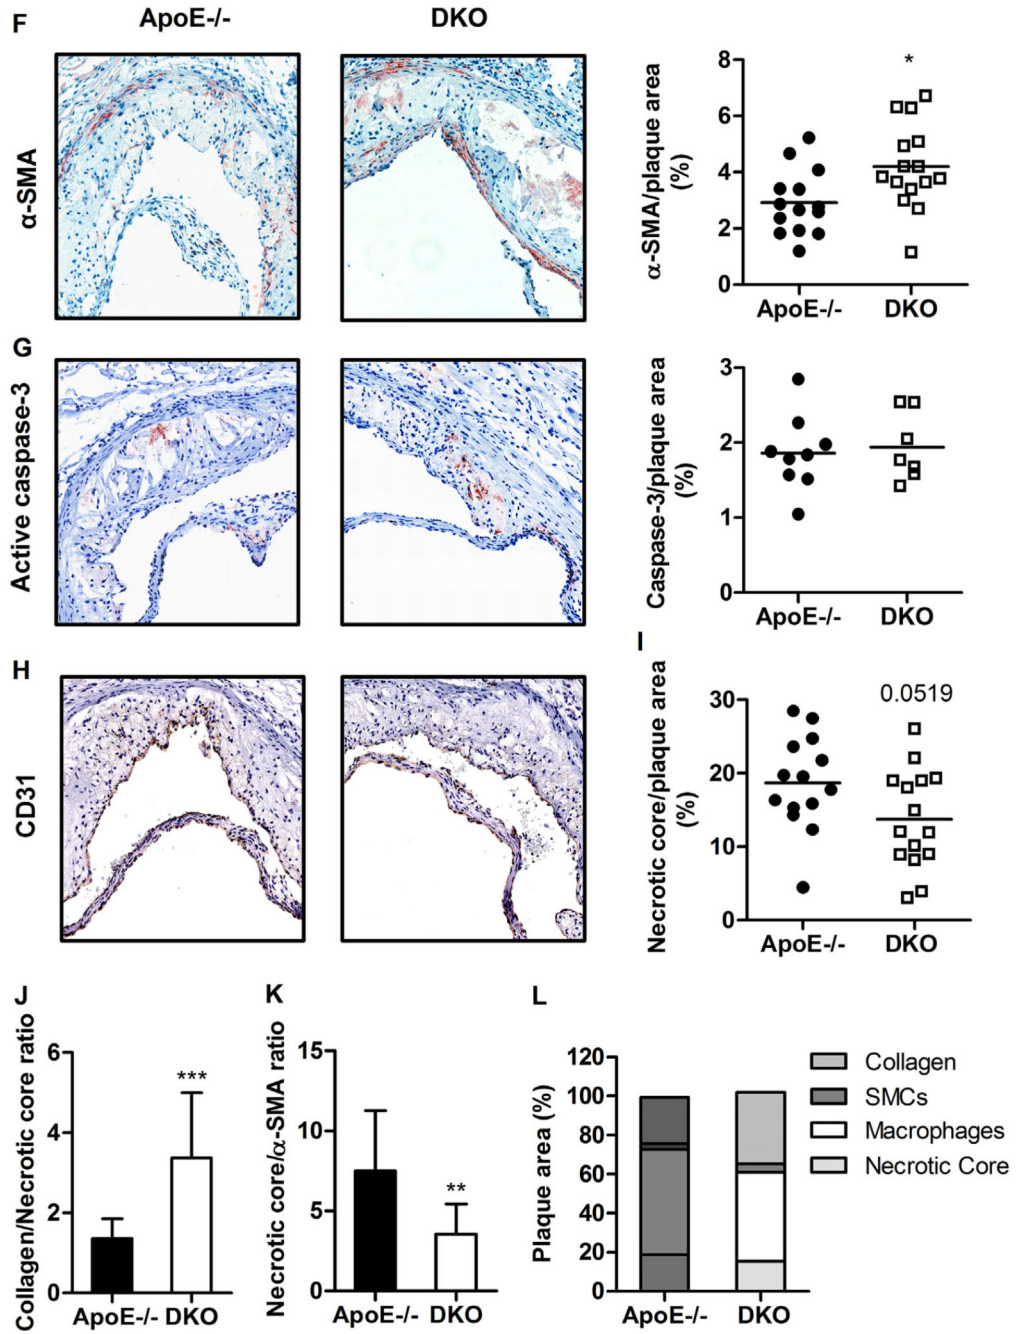 F
ApoE-/-
DKO
α-SMA
α-SMA/plaque area
(%)
8
6
4
2
0
*
ApoE-/-
DKO
G
Active caspase-3
Caspase-3/plaque area
(%)
3
2
1
0
ApoE-/-
DKO
H
CD31
I
Necrotic core/plaque area
(%)
30
20
10
0
0.0519
ApoE-/-
DKO
J
Collagen/Necrotic core ratio
6
4
2
0
***
ApoE-/- DKO
K
Necrotic core/α-SMA ratio
15
10
5
0
**
ApoE-/- DKO
L
Plaque area (%)
120
100
80
60
40
20
0
ApoE-/-
DKO
Collagen
SMCs
Macrophages
Necrotic Core